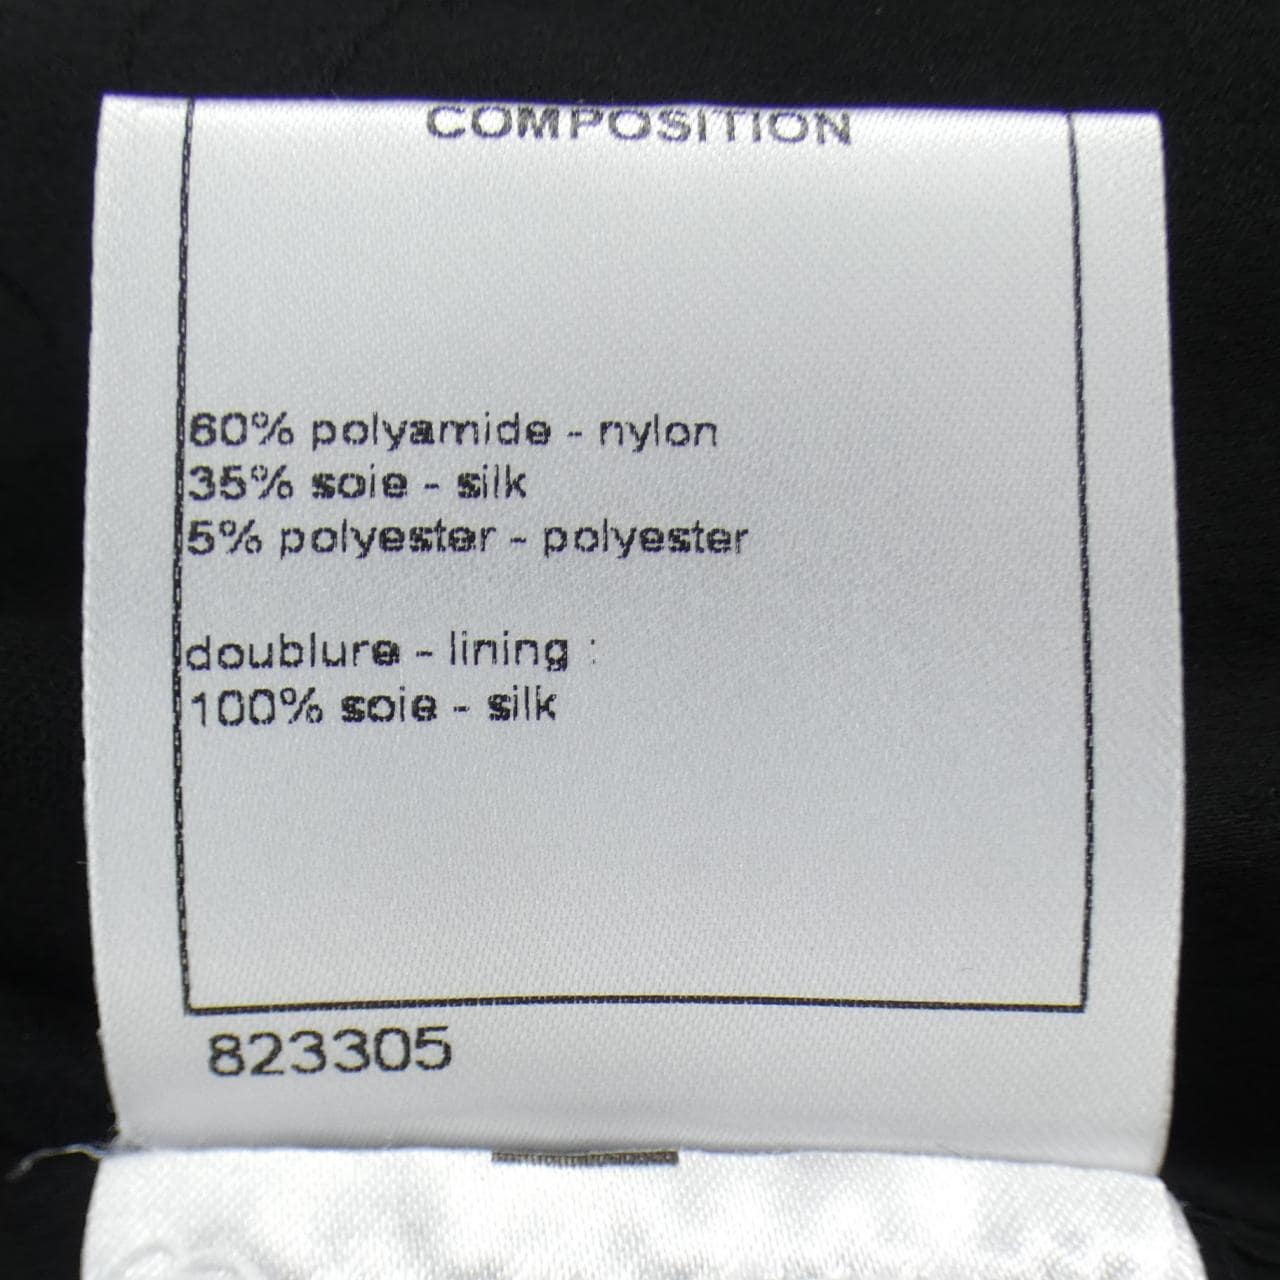 COMPOSITION
60% polyamide - nylon
35% soie - silk
5% polyester - polyester
doublure - lining :
100% soie - silk
823305